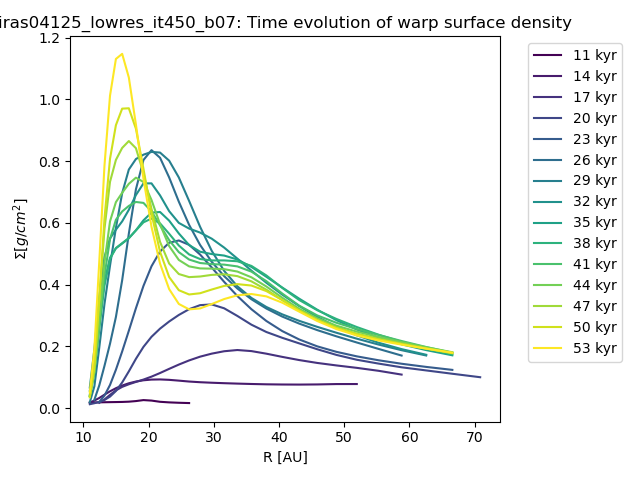 iras04125_lowres_it450_b07: Time evolution of warp surface density
1.2
1.0
0.8
0.6
0.4
0.2
0.0
Σ[g/cm²]
10 20 30 40 50 60 70
R [AU]
11 kyr
14 kyr
17 kyr
20 kyr
23 kyr
26 kyr
29 kyr
32 kyr
35 kyr
38 kyr
41 kyr
44 kyr
47 kyr
50 kyr
53 kyr